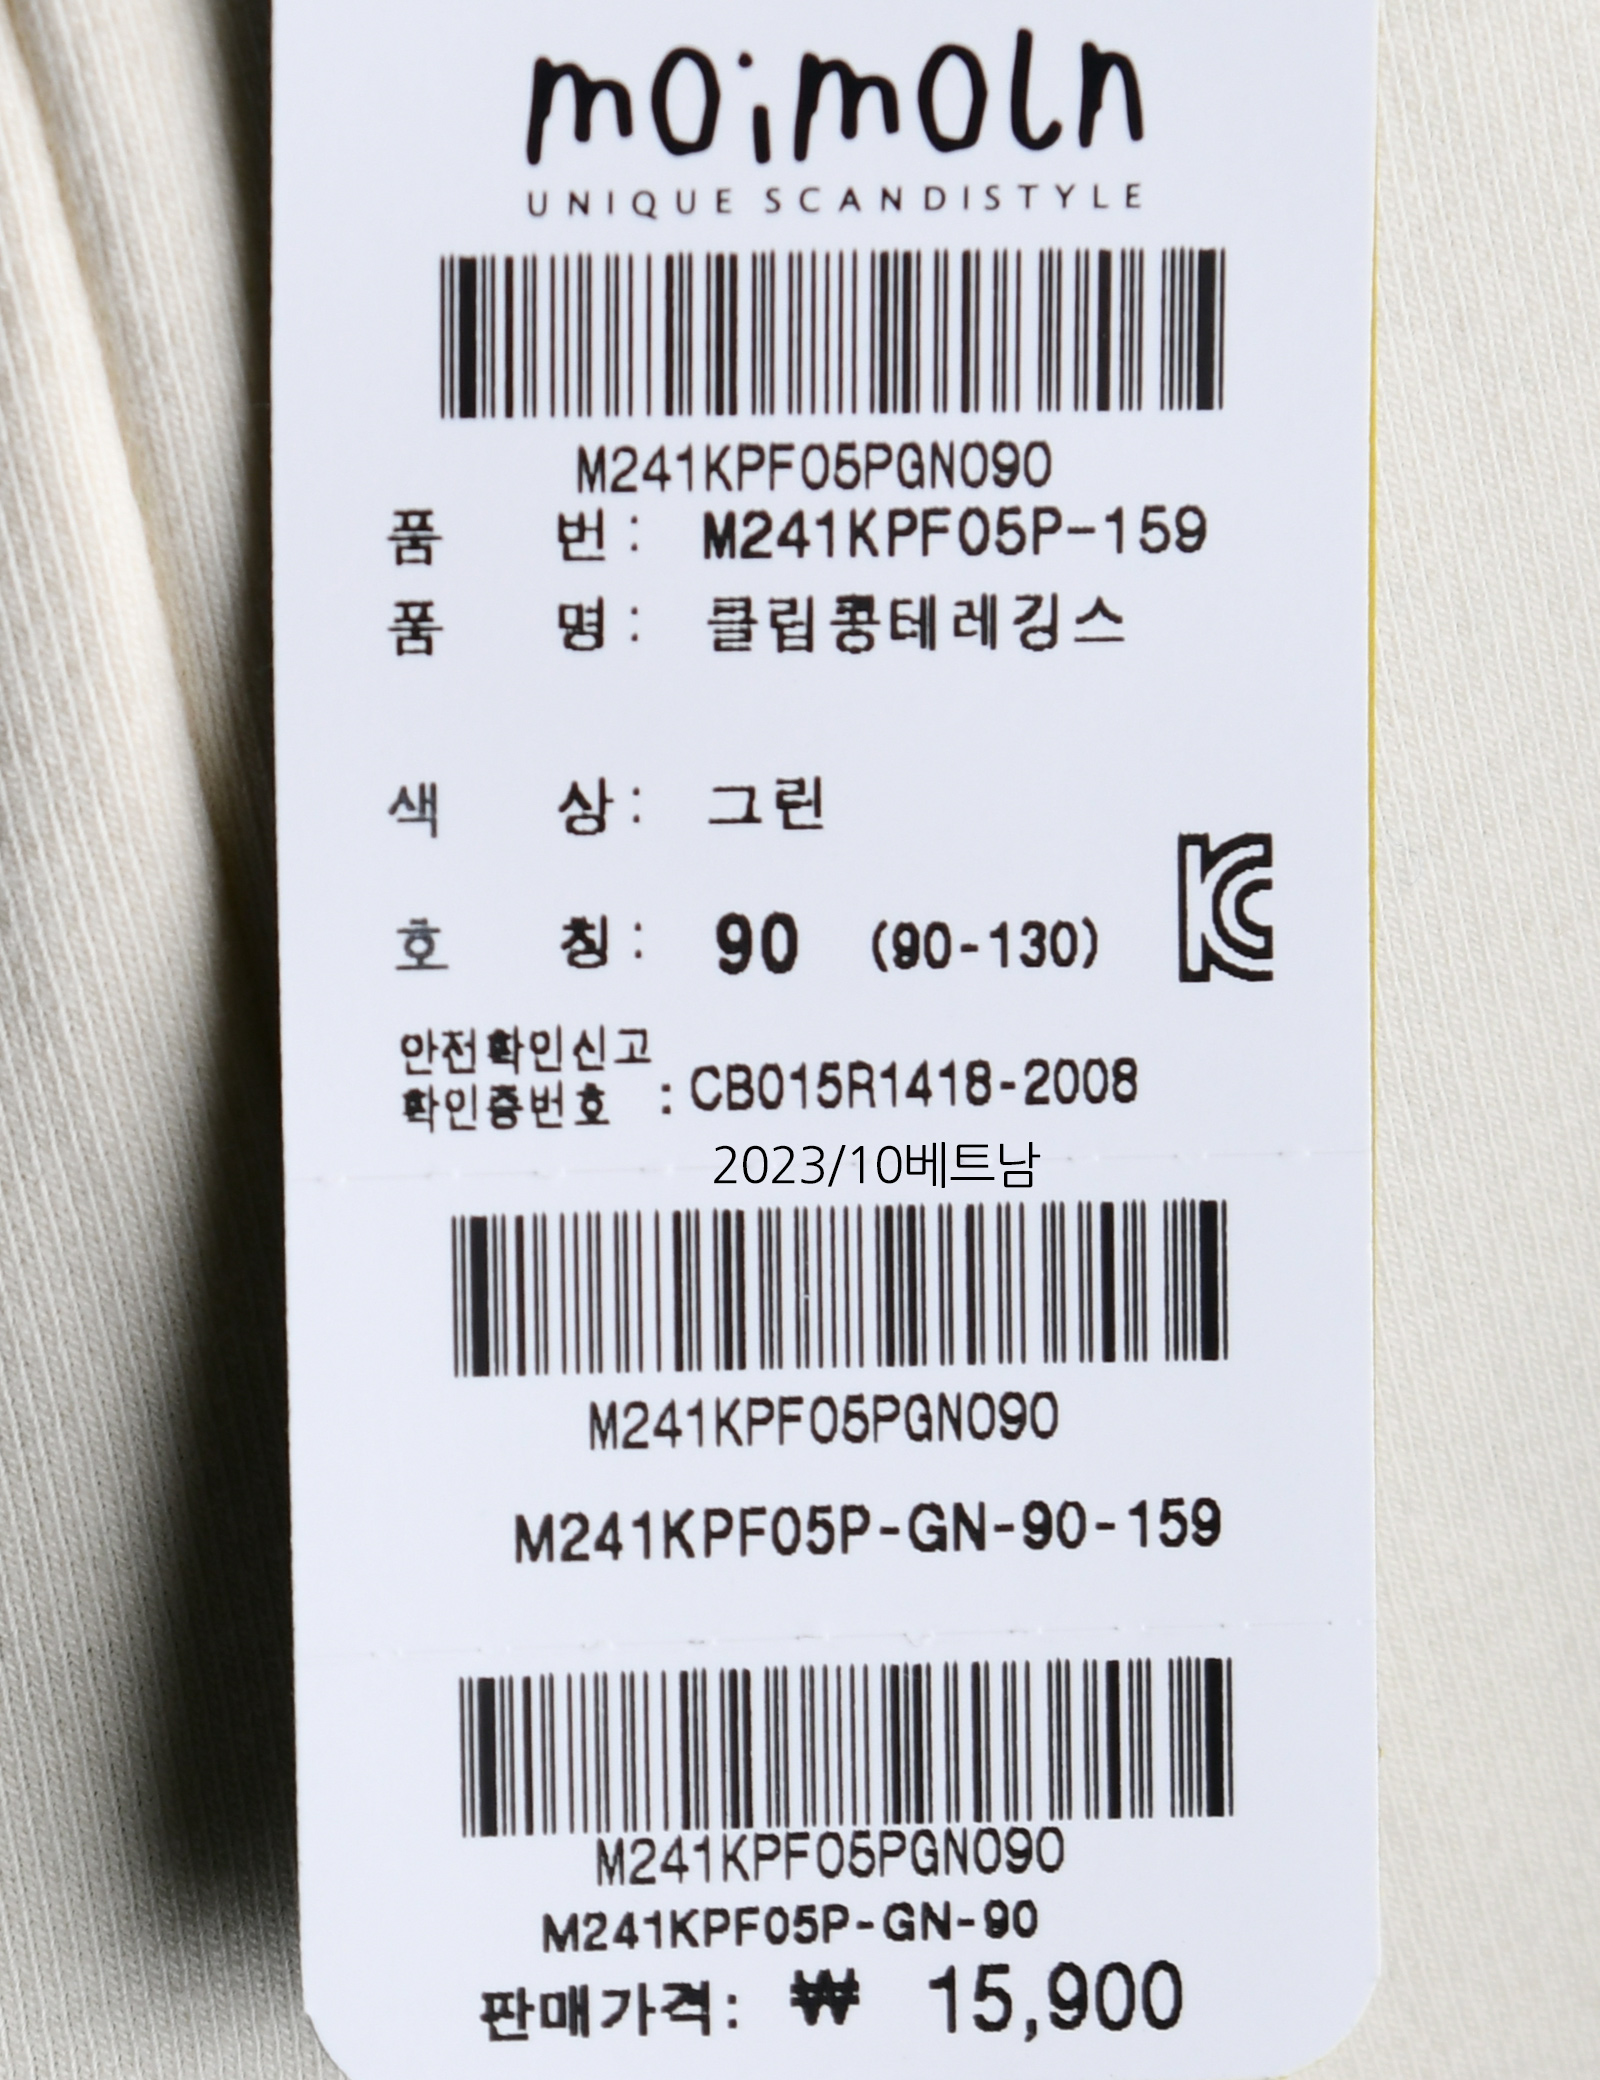 moimoln
UNIQUE SCANDISTYLE
M241KPF05PGN090
품 번 : M241KPF05P-159
품 명 : 클립콩테레깅스
색 상 : 그린
호 칭 : 90 (90-130)
안전확인신고
확인증번호 : CB015R1418-2008
2023/10베트남
M241KPF05PGN090
M241KPF05P-GN-90-159
M241KPF05PGN090
M241KPF05P-GN-90
판매가격: ₩ 15,900